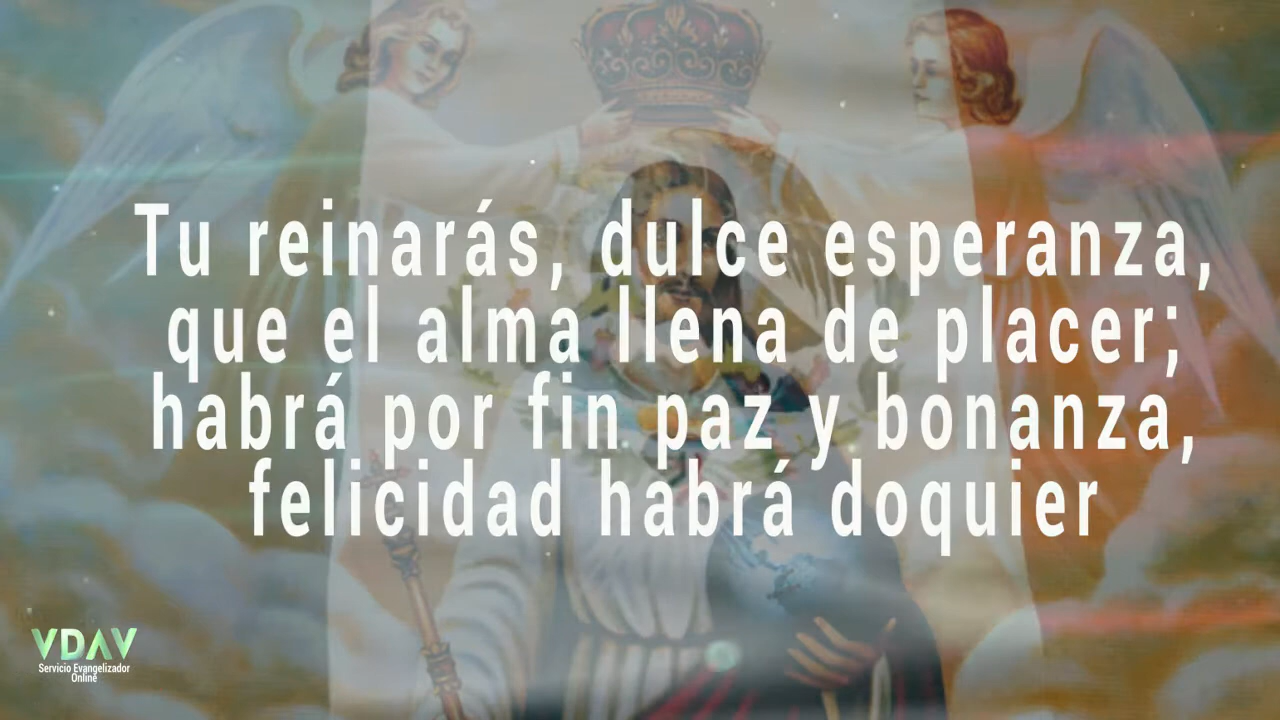 Tu reinarás, dulce esperanza,
que el alma llena de placer;
habrá por fin paz y bonanza,
felicidad habrá doquier
VDAV
Servicio Evangelizador
Online